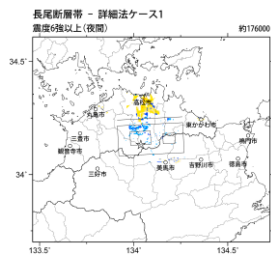 長尾断層帯 - 詳細法ケース1
震度6強以上(夜間)
約176000
34.5˚
高松市
丸亀市
東かがわ市
三豊市
鳴門市
観音寺市
34˚
三好市
美馬市
吉野川市
徳島市
133.5˚
134˚
134.5˚